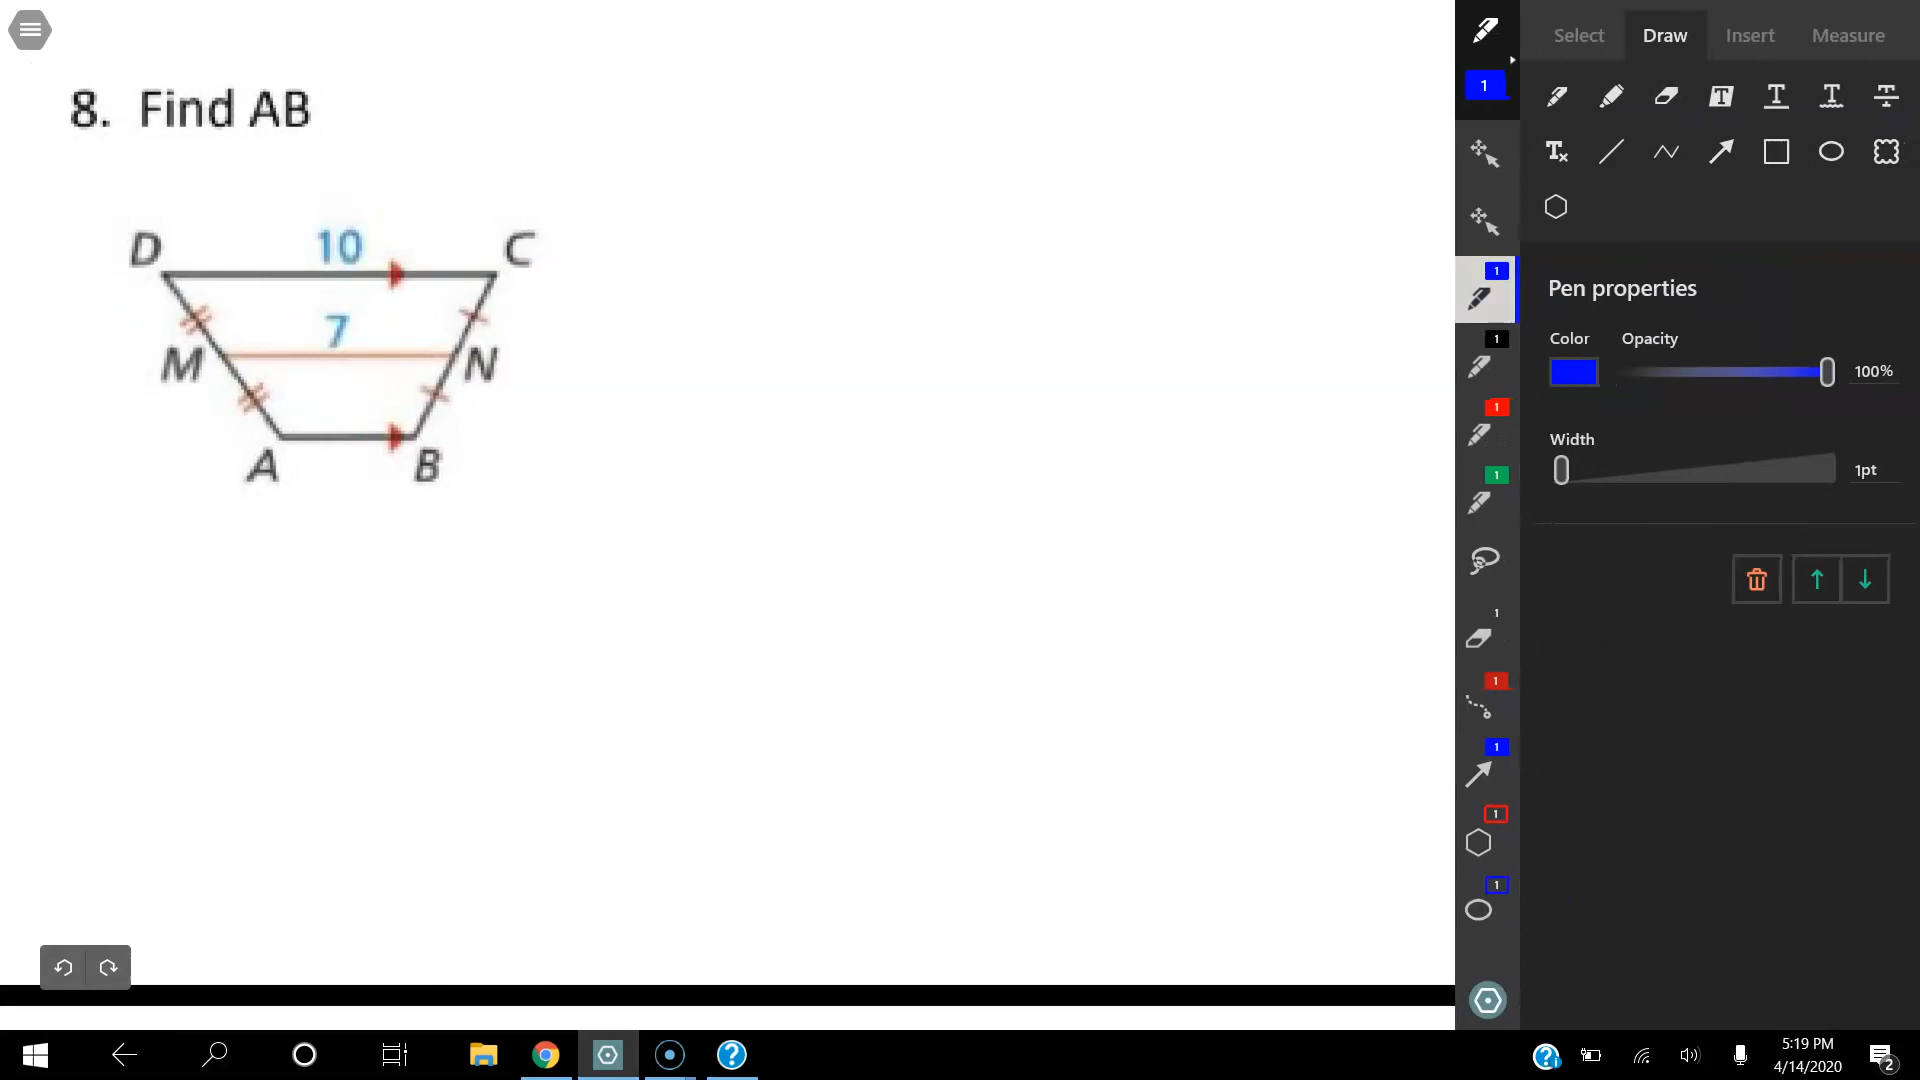 8. Find AB
D 10 C
7
M N
A B
Select Draw Insert Measure
Pen properties
Color Opacity
100%
Width
1pt
1
1
1
1
1
1
1
1
1
1
5:19 PM
4/14/2020
2